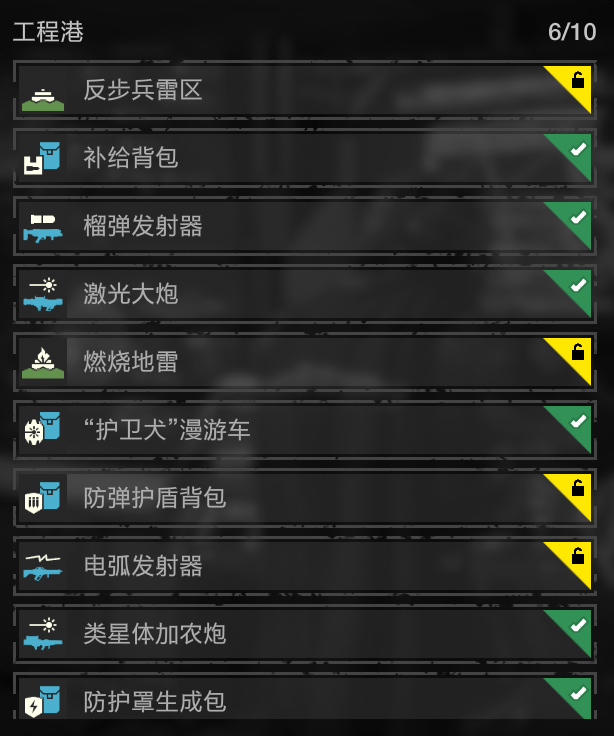 工程港
6/10
反步兵雷区
补给背包
榴弹发射器
激光大炮
燃烧地雷
“护卫犬”漫游车
防弹护盾背包
电弧发射器
类星体加农炮
防护罩生成包